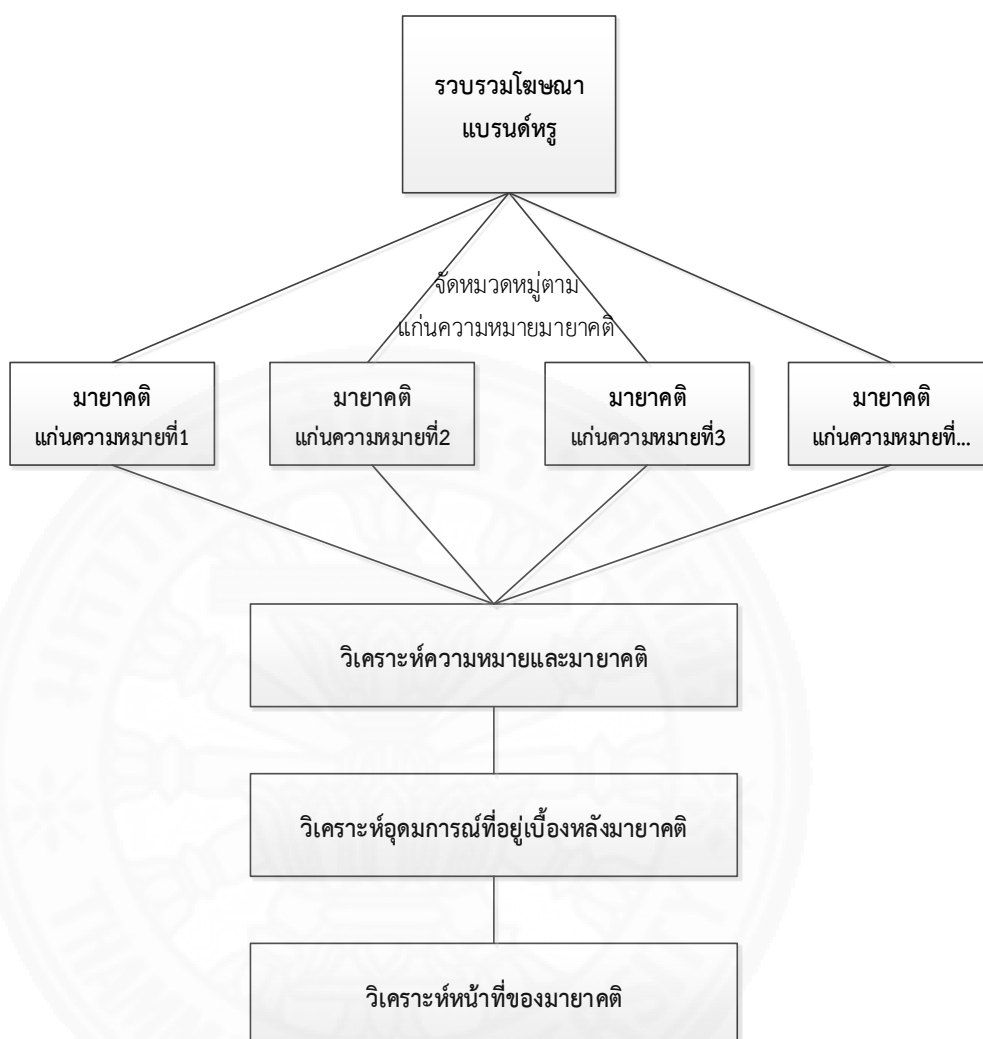 รวบรวมโฆษณา
แบรนด์หรู
จัดหมวดหมู่ตาม
แก่นความหมายมายาคติ
มายาคติ
แก่นความหมายที่1
มายาคติ
แก่นความหมายที่2
มายาคติ
แก่นความหมายที่3
มายาคติ
แก่นความหมายที่...
วิเคราะห์ความหมายและมายาคติ
วิเคราะห์อุดมการณ์ที่อยู่เบื้องหลังมายาคติ
วิเคราะห์หน้าที่ของมายาคติ